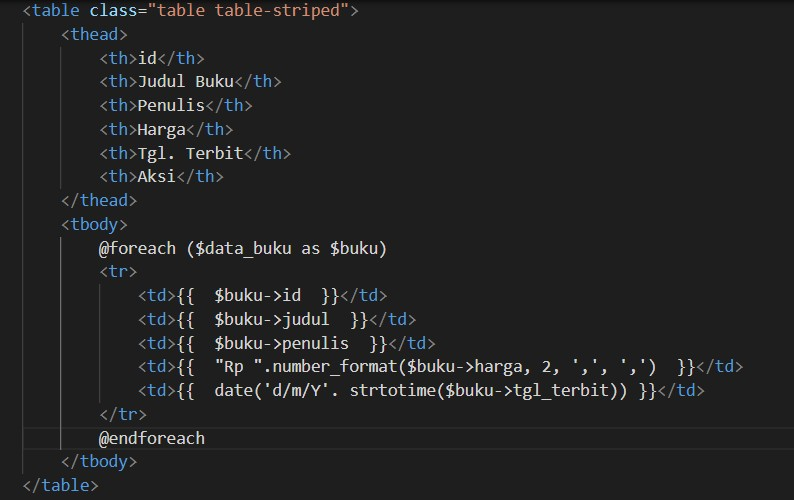 <table class="table table-striped">
    <thead>
        <th>id</th>
        <th>Judul Buku</th>
        <th>Penulis</th>
        <th>Harga</th>
        <th>Tgl. Terbit</th>
        <th>Aksi</th>
    </thead>
    <tbody>
        @foreach ($data_buku as $buku)
        <tr>
            <td>{{  $buku->id  }}</td>
            <td>{{  $buku->judul  }}</td>
            <td>{{  $buku->penulis  }}</td>
            <td>{{  "Rp ".number_format($buku->harga, 2, ',', ',')  }}</td>
            <td>{{  date('d/m/Y'. strtotime($buku->tgl_terbit)) }}</td>
        </tr>
        @endforeach
    </tbody>
</table>